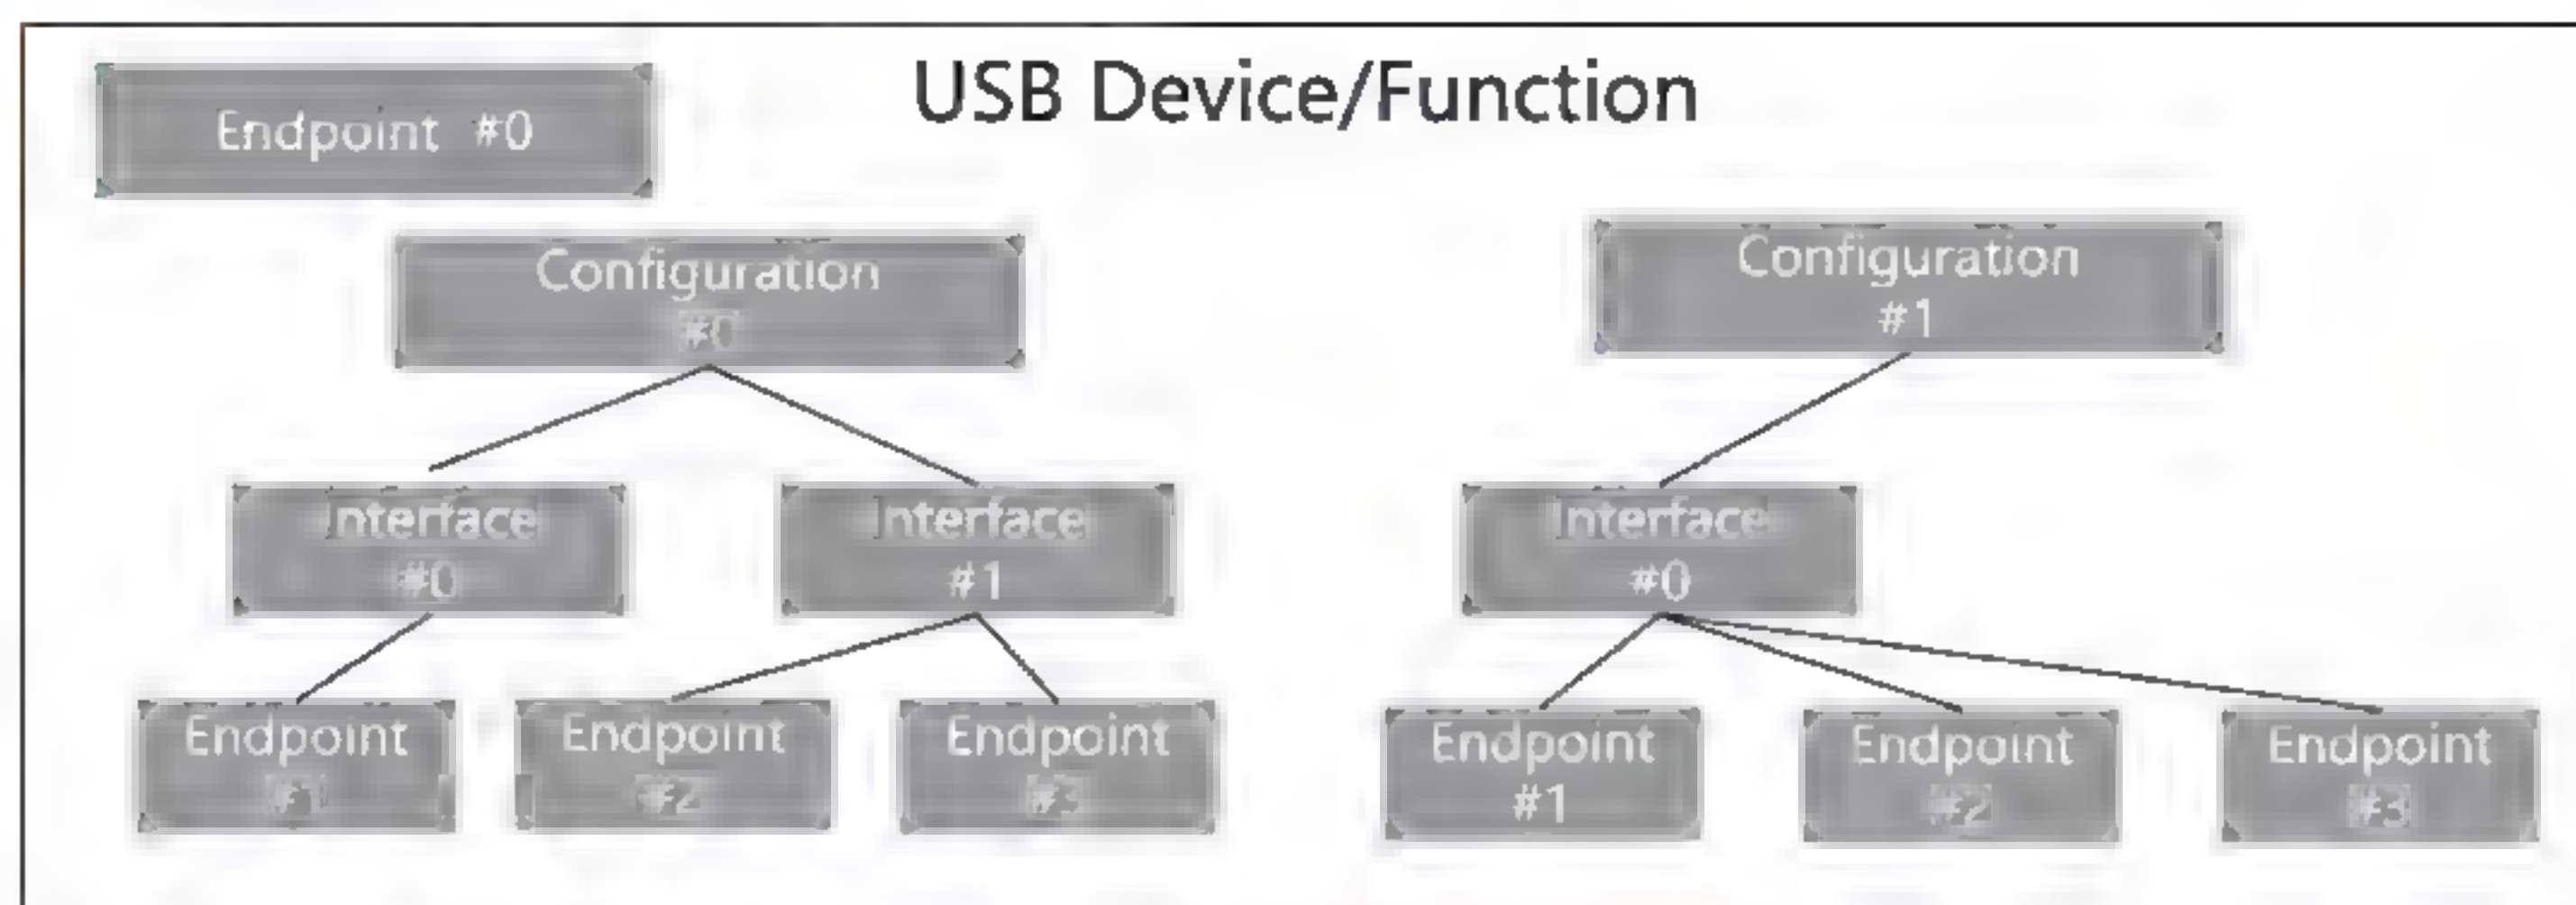 USB Device/Function
Endpoint #0
Configuration
#0
Configuration
#1
Interface
#0
Interface
#1
Interface
#0
Endpoint
#1
Endpoint
#2
Endpoint
#3
Endpoint
#1
Endpoint
#2
Endpoint
#3